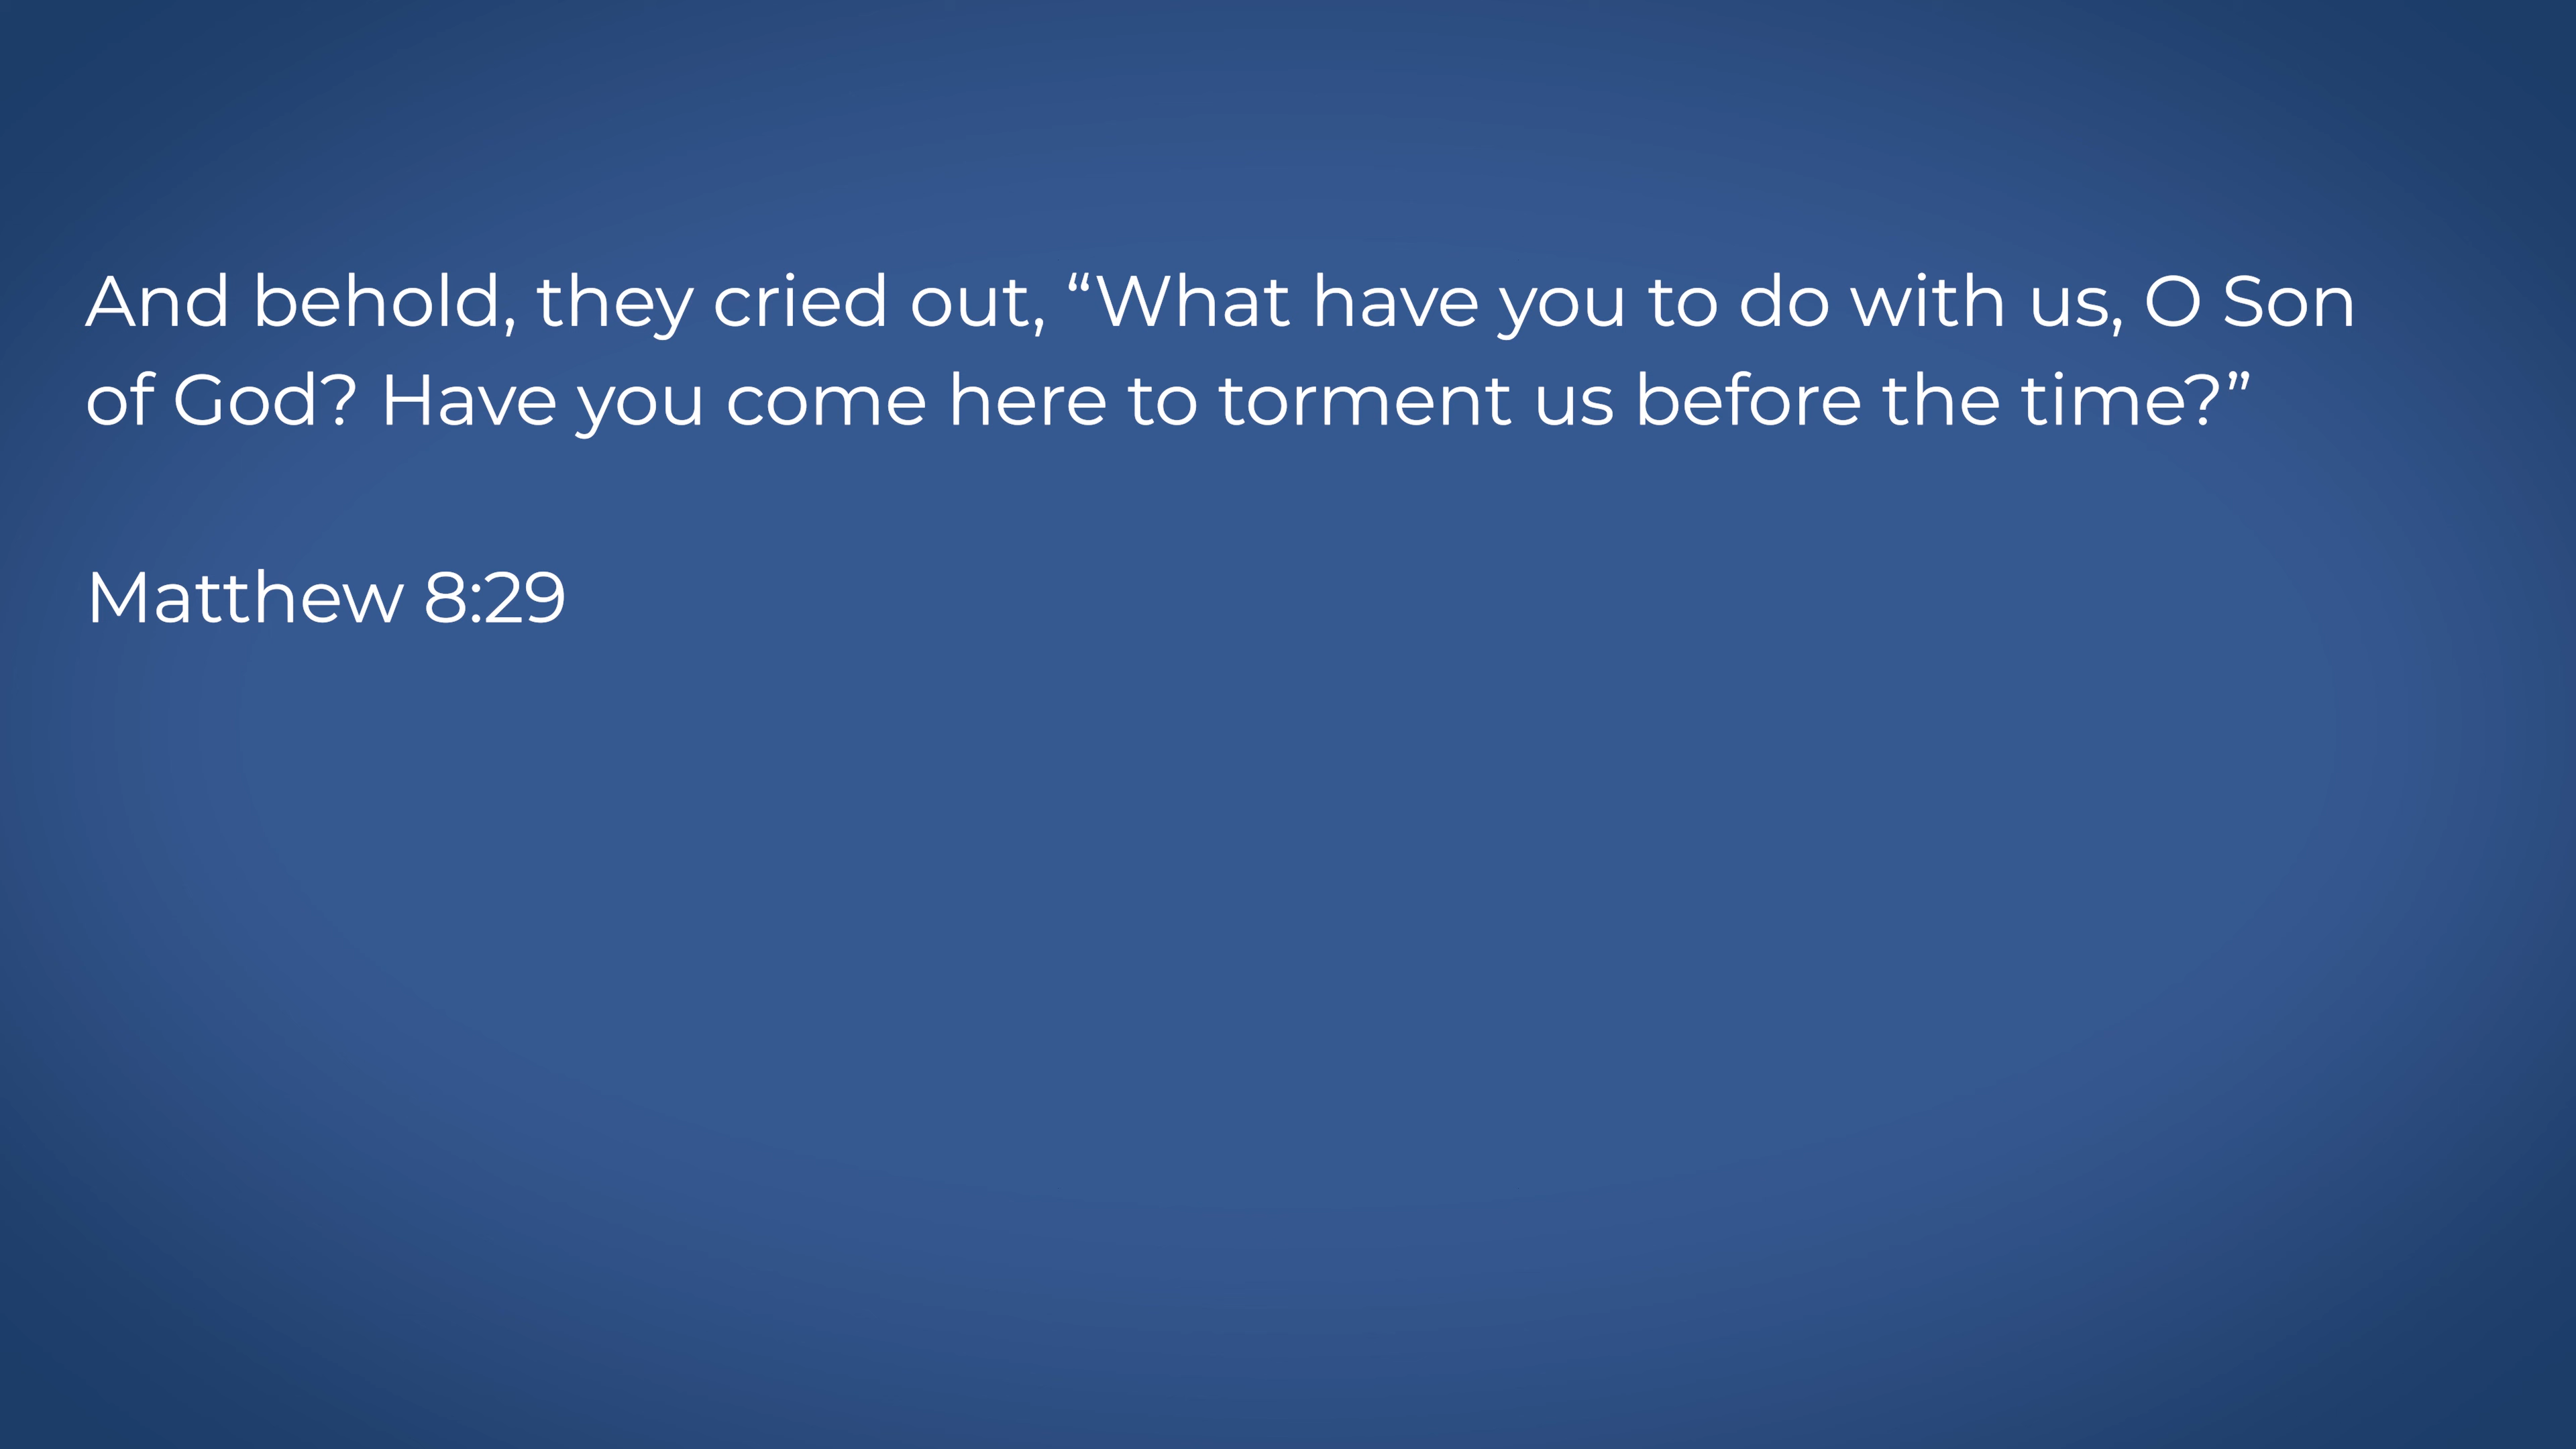 And behold, they cried out, “What have you to do with us, O Son
of God? Have you come here to torment us before the time?”
Matthew 8:29